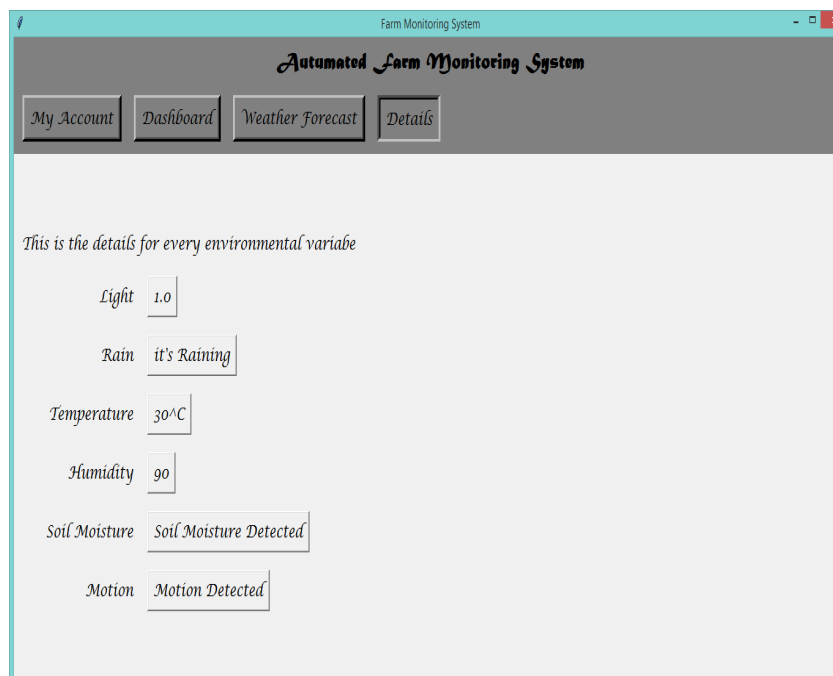 Farm Monitoring System
Autumated Farm Monitoring System
My Account Dashboard Weather Forecast Details
This is the details for every environmental variabe
Light 1.0
Rain it's Raining
Temperature 30^C
Humidity 90
Soil Moisture Soil Moisture Detected
Motion Motion Detected